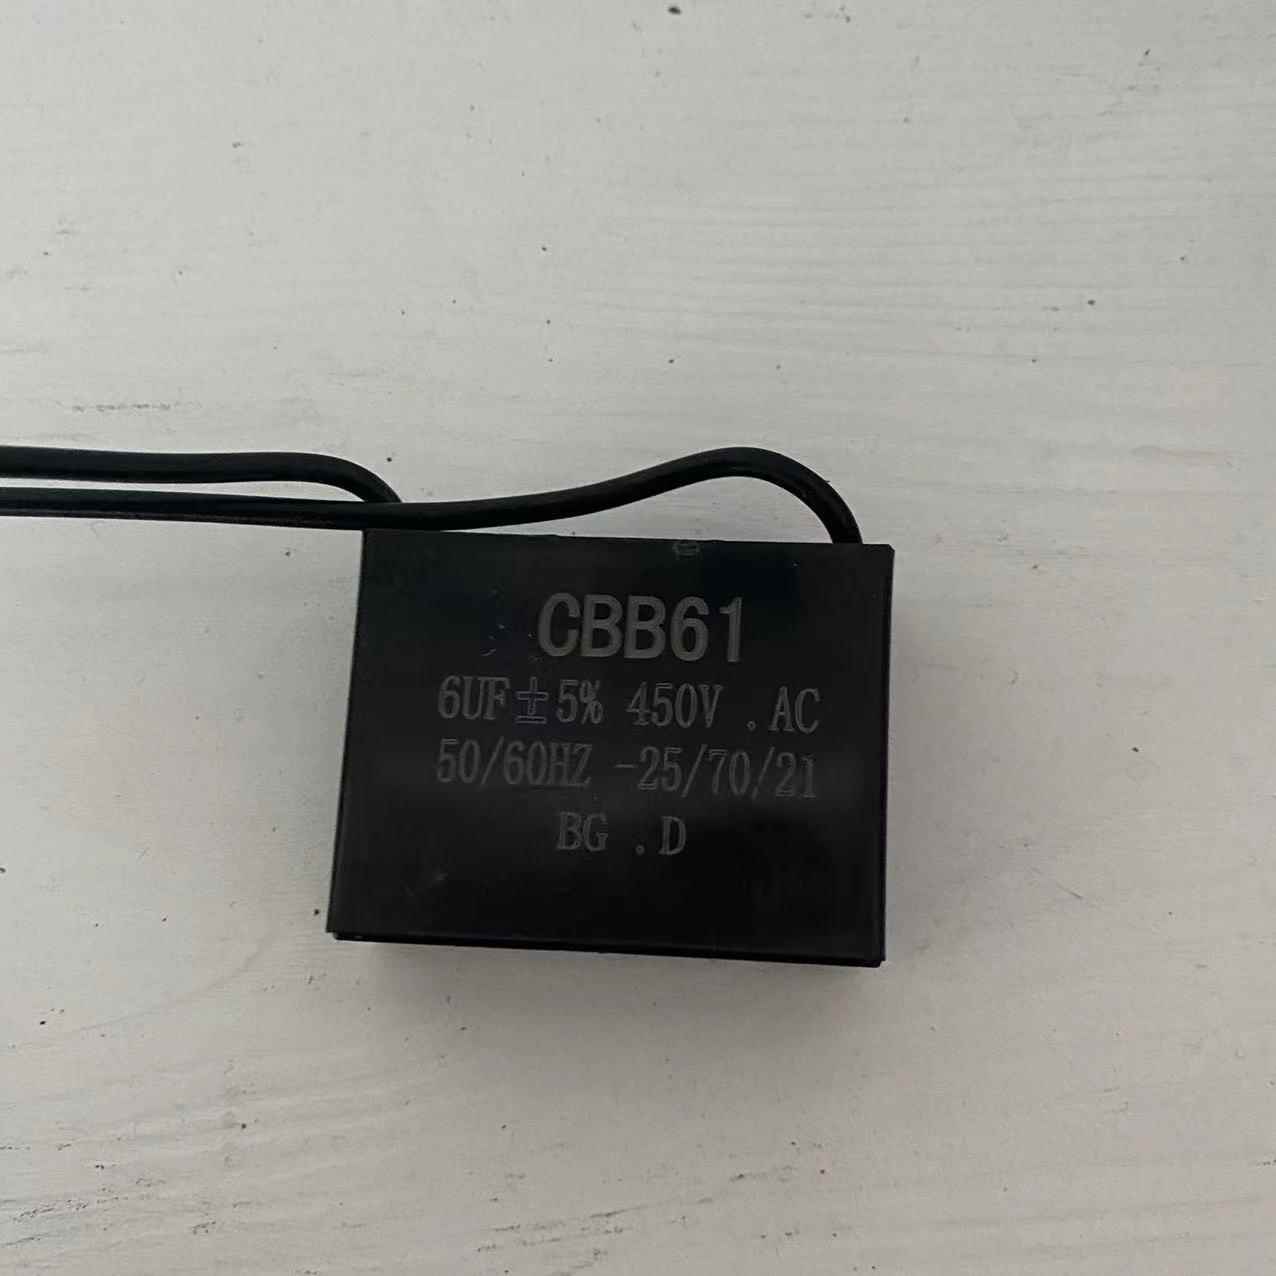 CBB61
6UF±5% 450V .AC
50/60HZ -25/70/21
BG .D